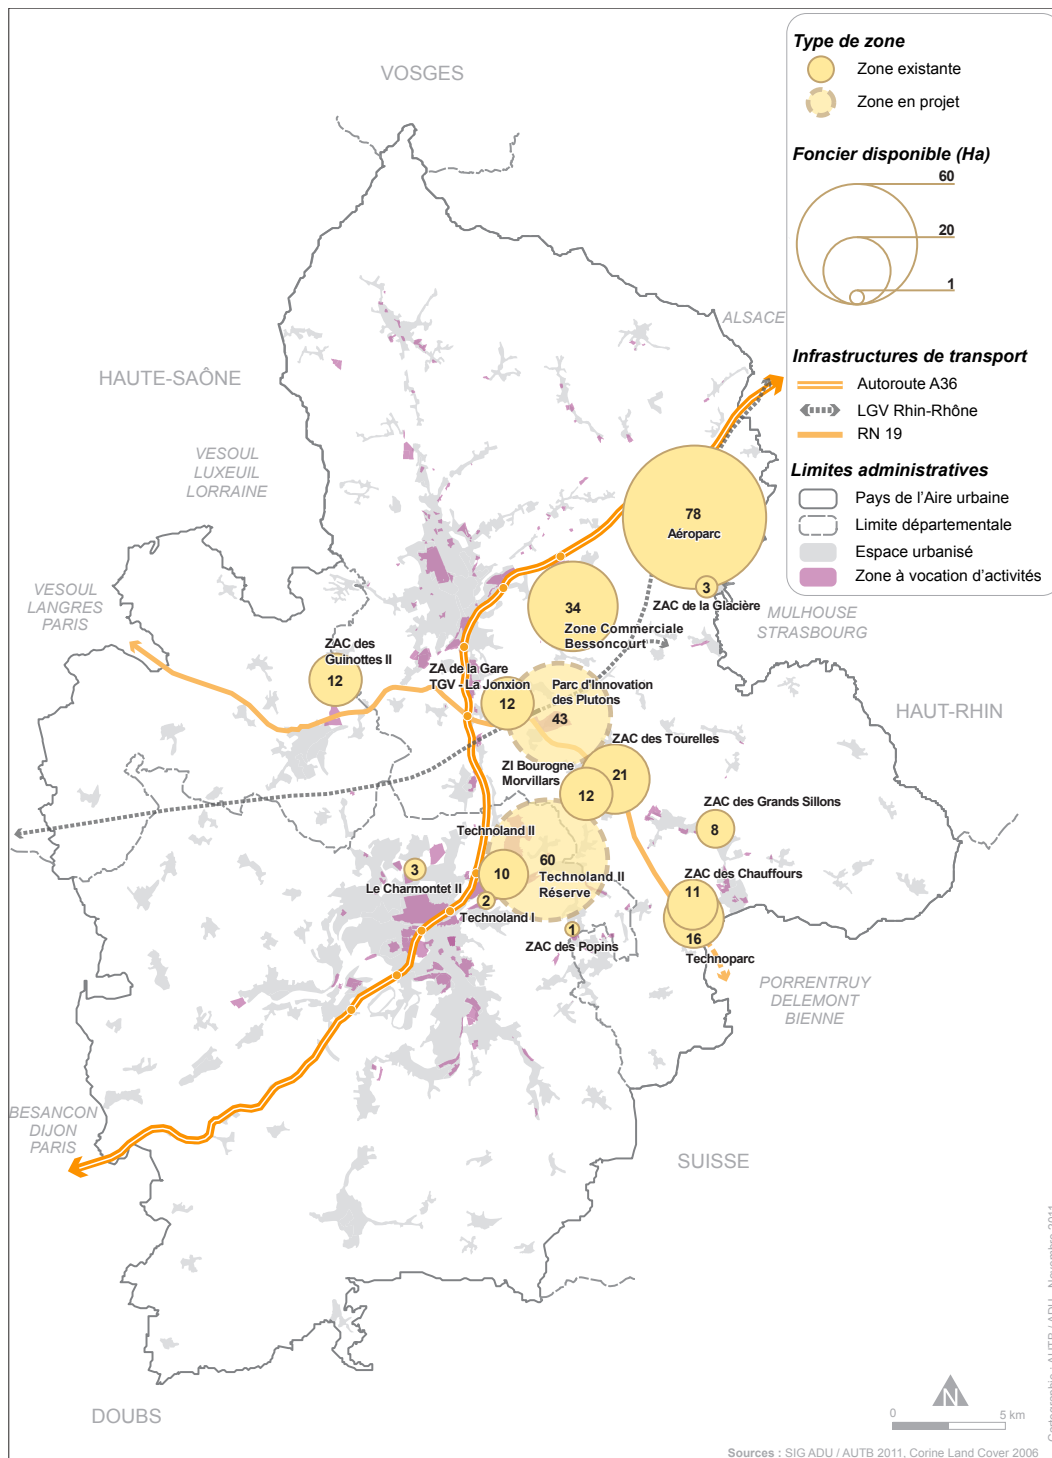 Type de zone
Zone existante
Zone en projet
Foncier disponible (Ha)
60
20
1
Infrastructures de transport
Autoroute A36
LGV Rhin-Rhône
RN 19
Limites administratives
Pays de l'Aire urbaine
Limite départementale
Espace urbanisé
Zone à vocation d'activités
VOSGES
ALSACE
HAUTE-SAÔNE
VESOUL
LUXEUIL
LORRAINE
78
Aéroparc
3
ZAC de la Glacière
VESOUL
LANGRES
PARIS
MULHOUSE
STRASBOURG
34
Zone Commerciale
Bessoncourt
ZAC des
Guinottes II
12
ZA de la Gare
TGV - La Jonxion
12
Parc d'Innovation
des Plutons
43
HAUT-RHIN
ZAC des Tourelles
21
ZI Bourogne
Morvillars
12
ZAC des Grands Sillons
8
Technoland II
10
60
Technoland II
Réserve
3
Le Charmontet II
2
Technoland I
ZAC des Chauffours
11
16
Technoparc
1
ZAC des Popins
PORRENTRUY
DELEMONT
BIENNE
BESANCON
DIJON
PARIS
SUISSE
DOUBS
N
0
5 km
Cartographie : AUTB / ADU - Novembre 2011
Sources : SIG ADU / AUTB 2011, Corine Land Cover 2006